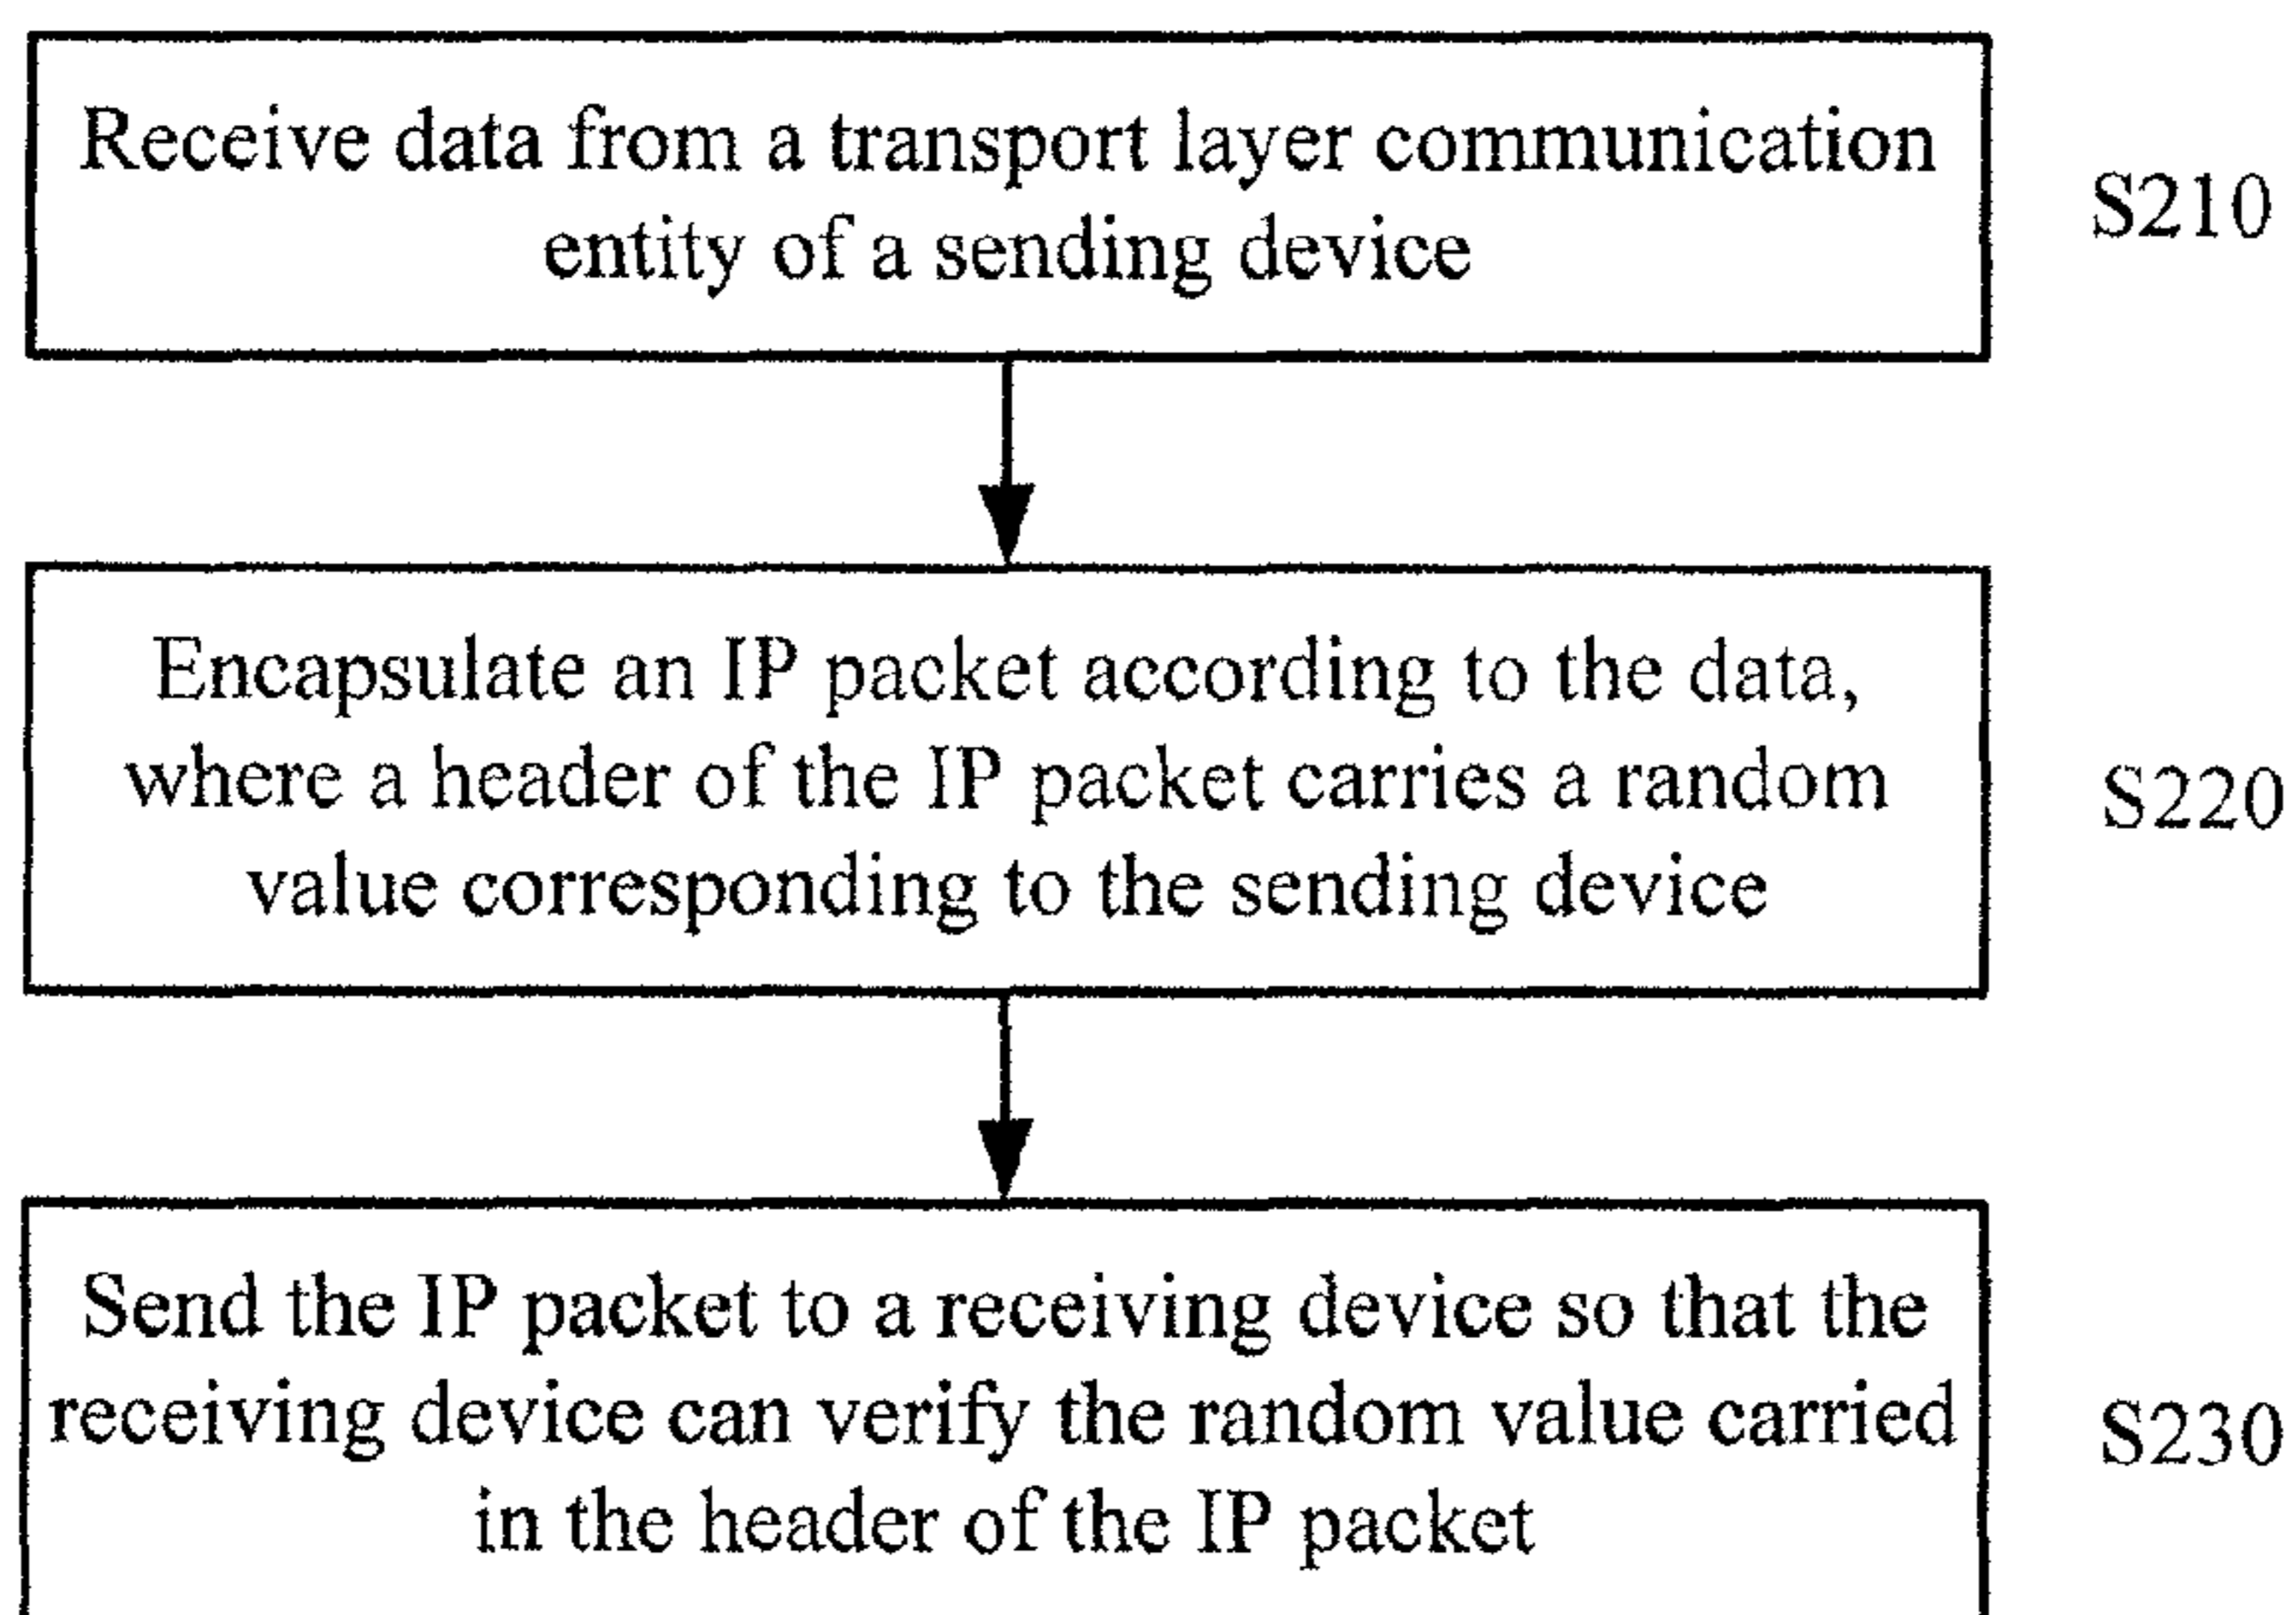 Receive data from a transport layer communication
entity of a sending device
S210
Encapsulate an IP packet according to the data,
where a header of the IP packet carries a random
value corresponding to the sending device
S220
Send the IP packet to a receiving device so that the
receiving device can verify the random value carried
in the header of the IP packet
S230